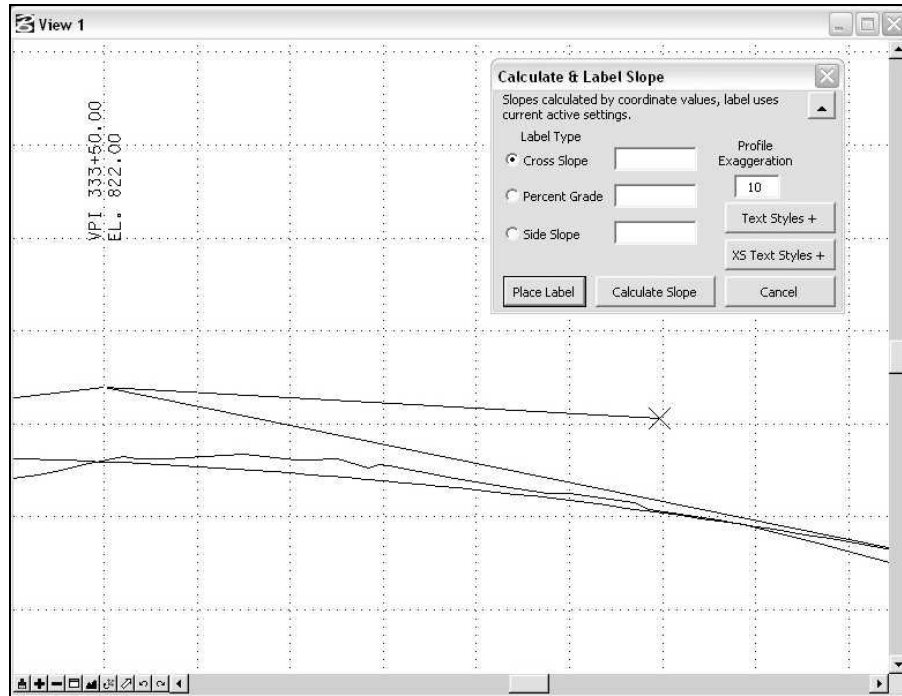 View 1
VPI 333+50.00
EL. 822.00
Calculate & Label Slope
Slopes calculated by coordinate values, label uses
current active settings.
Label Type
Cross Slope
Percent Grade
Side Slope
Profile
Exaggeration
10
Text Styles +
XS Text Styles +
Place Label
Calculate Slope
Cancel